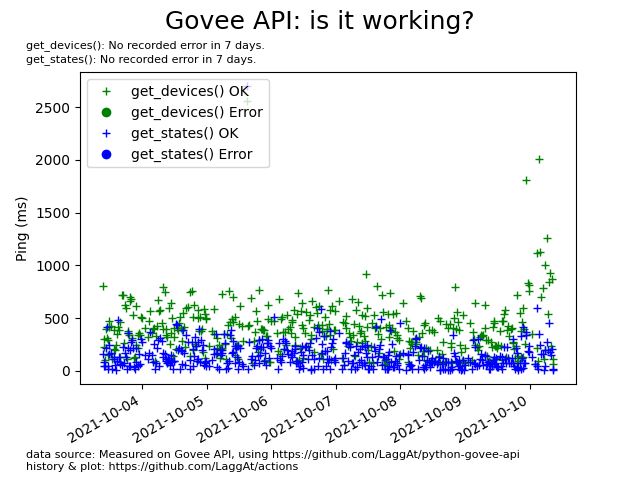 Govee API: is it working?
get_devices(): No recorded error in 7 days.
get_states(): No recorded error in 7 days.
get_devices() OK
get_devices() Error
get_states() OK
get_states() Error
Ping (ms)
2500
2000
1500
1000
500
0
2021-10-04
2021-10-05
2021-10-06
2021-10-07
2021-10-08
2021-10-09
2021-10-10
data source: Measured on Govee API, using https://github.com/LaggAt/python-govee-api
history & plot: https://github.com/LaggAt/actions